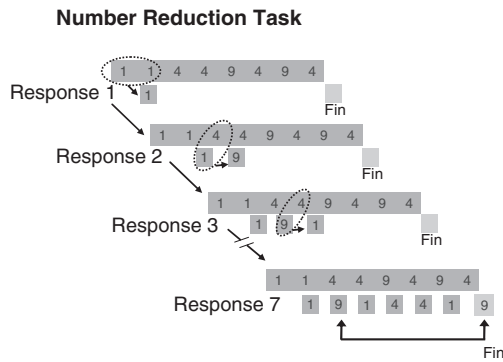 Number Reduction Task
1 1 4 4 9 4 9 4
Response 1
1
Fin
1 1 4 4 9 4 9 4
Response 2
1 9
Fin
1 1 4 4 9 4 9 4
Response 3
1 9 1
Fin
1 1 4 4 9 4 9 4
Response 7
1 9 1 4 4 1 9
Fin